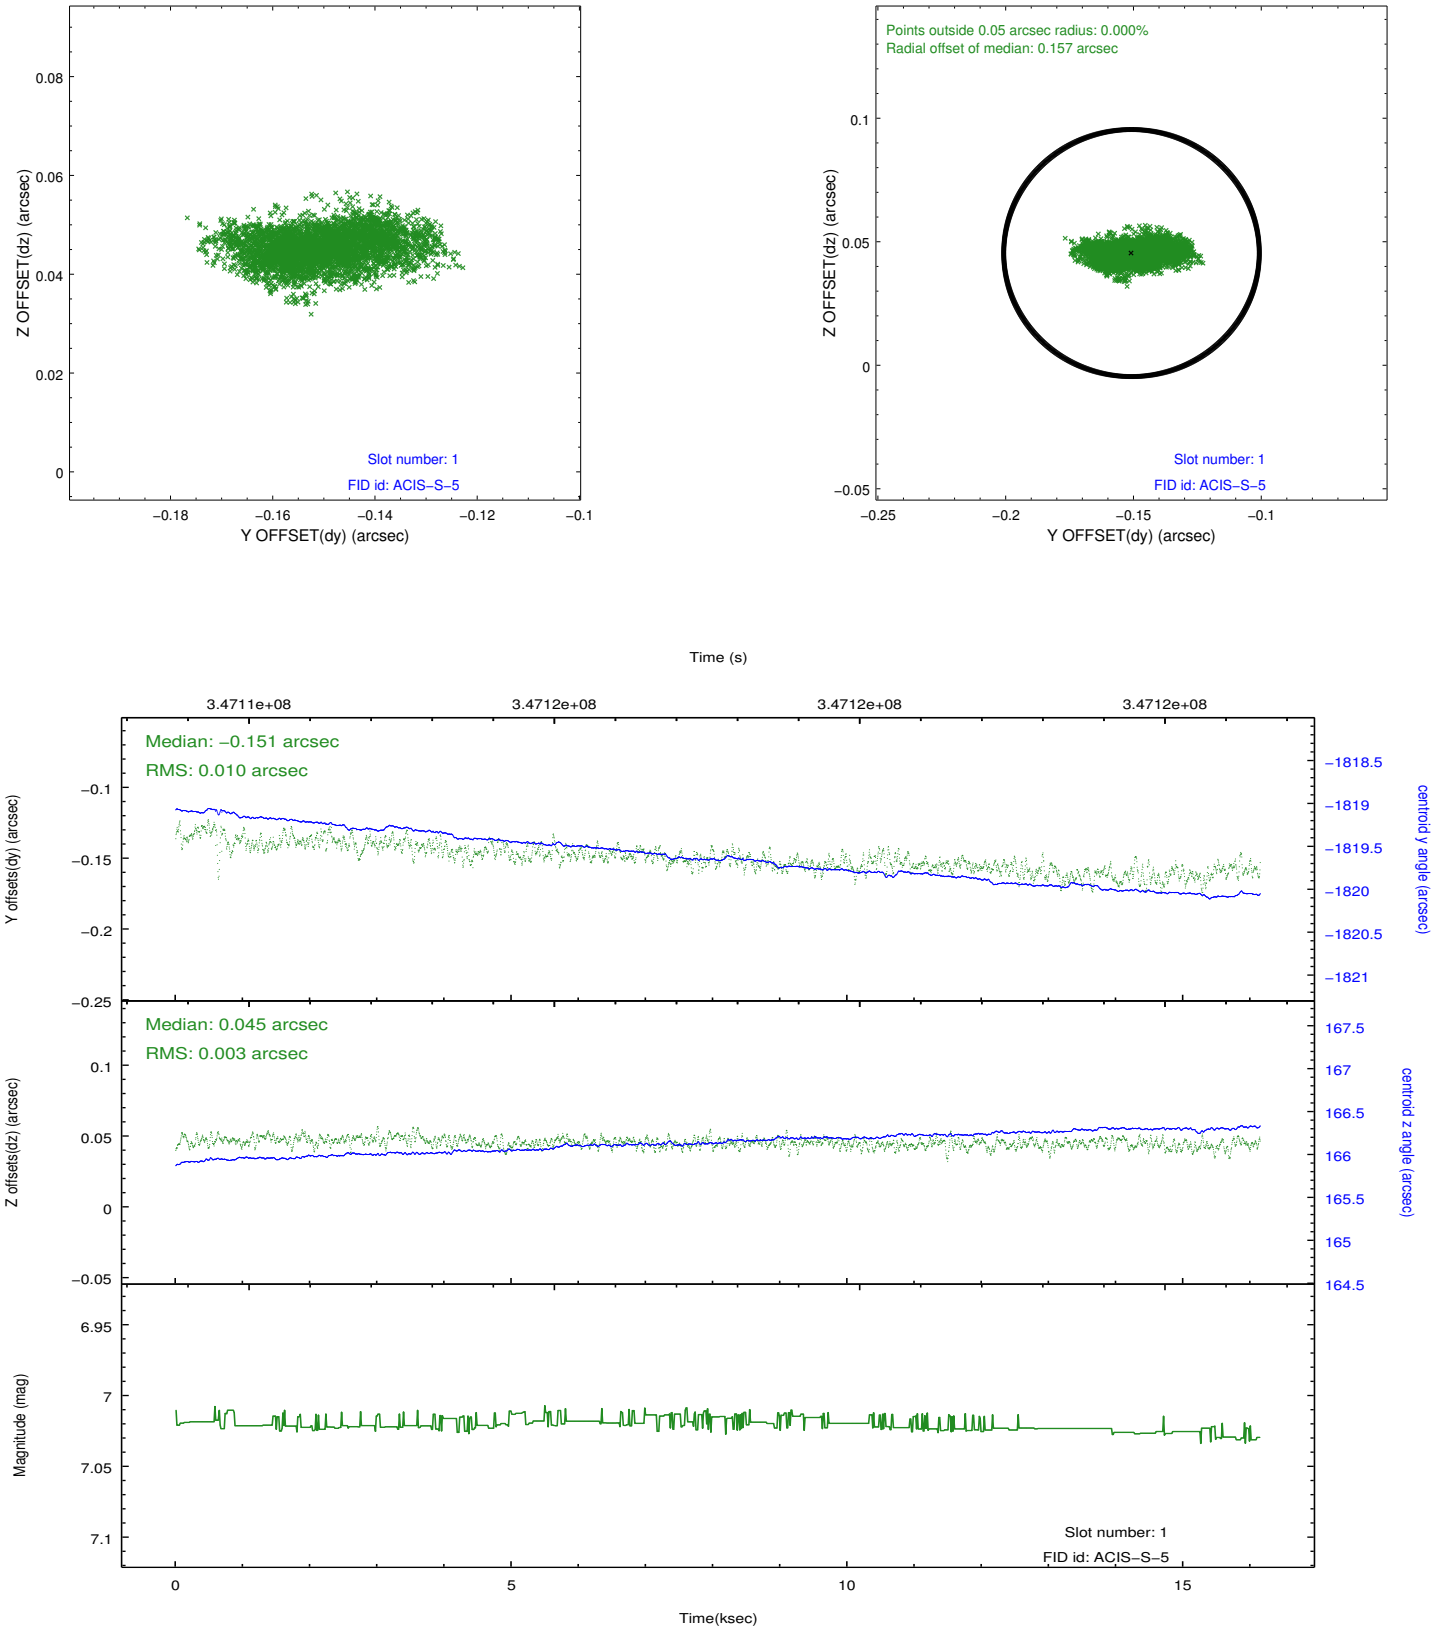 0.08
0.06
0.04
0.02
0
Z OFFSET(dz) (arcsec)
−0.18 −0.16 −0.14 −0.12 −0.1
Y OFFSET(dy) (arcsec)
Slot number: 1
FID id: ACIS−S−5
Points outside 0.05 arcsec radius: 0.000%
Radial offset of median: 0.157 arcsec
0.1
0.05
0
−0.05
Z OFFSET(dz) (arcsec)
−0.25 −0.2 −0.15 −0.1
Y OFFSET(dy) (arcsec)
Slot number: 1
FID id: ACIS−S−5
Time (s)
3.4711e+08 3.4712e+08 3.4712e+08 3.4712e+08
Median: −0.151 arcsec
RMS: 0.010 arcsec
−0.1
−0.15
−0.2
−0.25
Y offsets(dy) (arcsec)
−1818.5
−1819
−1819.5
−1820
−1820.5
−1821
centroid y angle (arcsec)
Median: 0.045 arcsec
RMS: 0.003 arcsec
0.1
0.05
0
−0.05
Z offsets(dz) (arcsec)
167.5
167
166.5
166
165.5
165
164.5
centroid z angle (arcsec)
6.95
7
7.05
7.1
Magnitude (mag)
Slot number: 1
FID id: ACIS−S−5
0 5 10 15
Time(ksec)